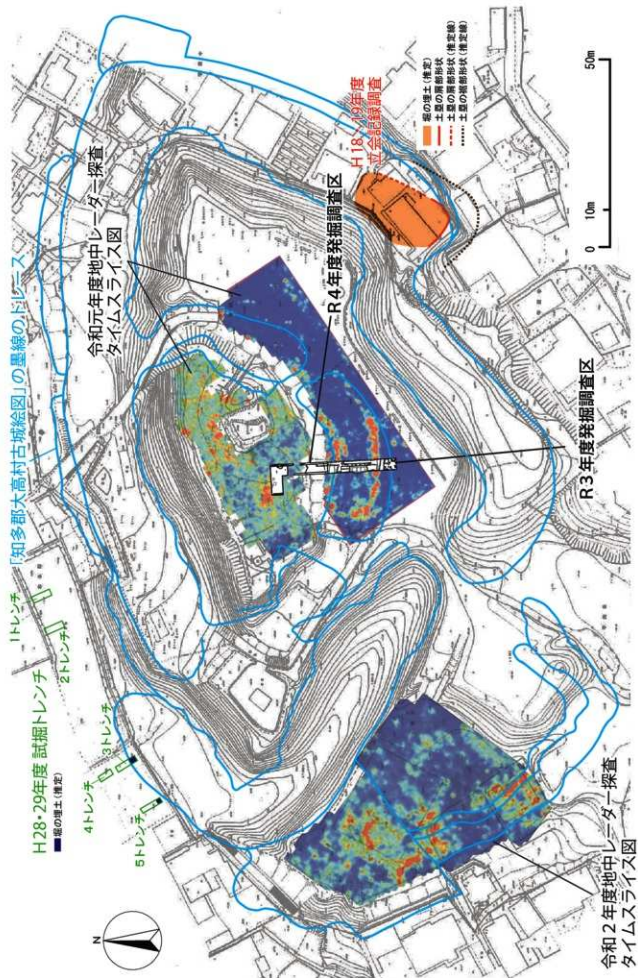 「知多郡大高村古城絵図」の墨線のトレース
H28・29年度 試掘トレンチ
堀の埋土(推定)
1トレンチ
2トレンチ
3トレンチ
4トレンチ
5トレンチ
令和元年度地中レーダー探査
タイムスライス図
R4年度発掘調査区
R3年度発掘調査区
H18・19年度
立会記録調査
堀の埋土(推定)
土塁の肩部形状
土塁の肩部形状(推定線)
土塁の裾部形状(推定線)
令和2年度地中レーダー探査
タイムスライス図
N
0
10m
50m